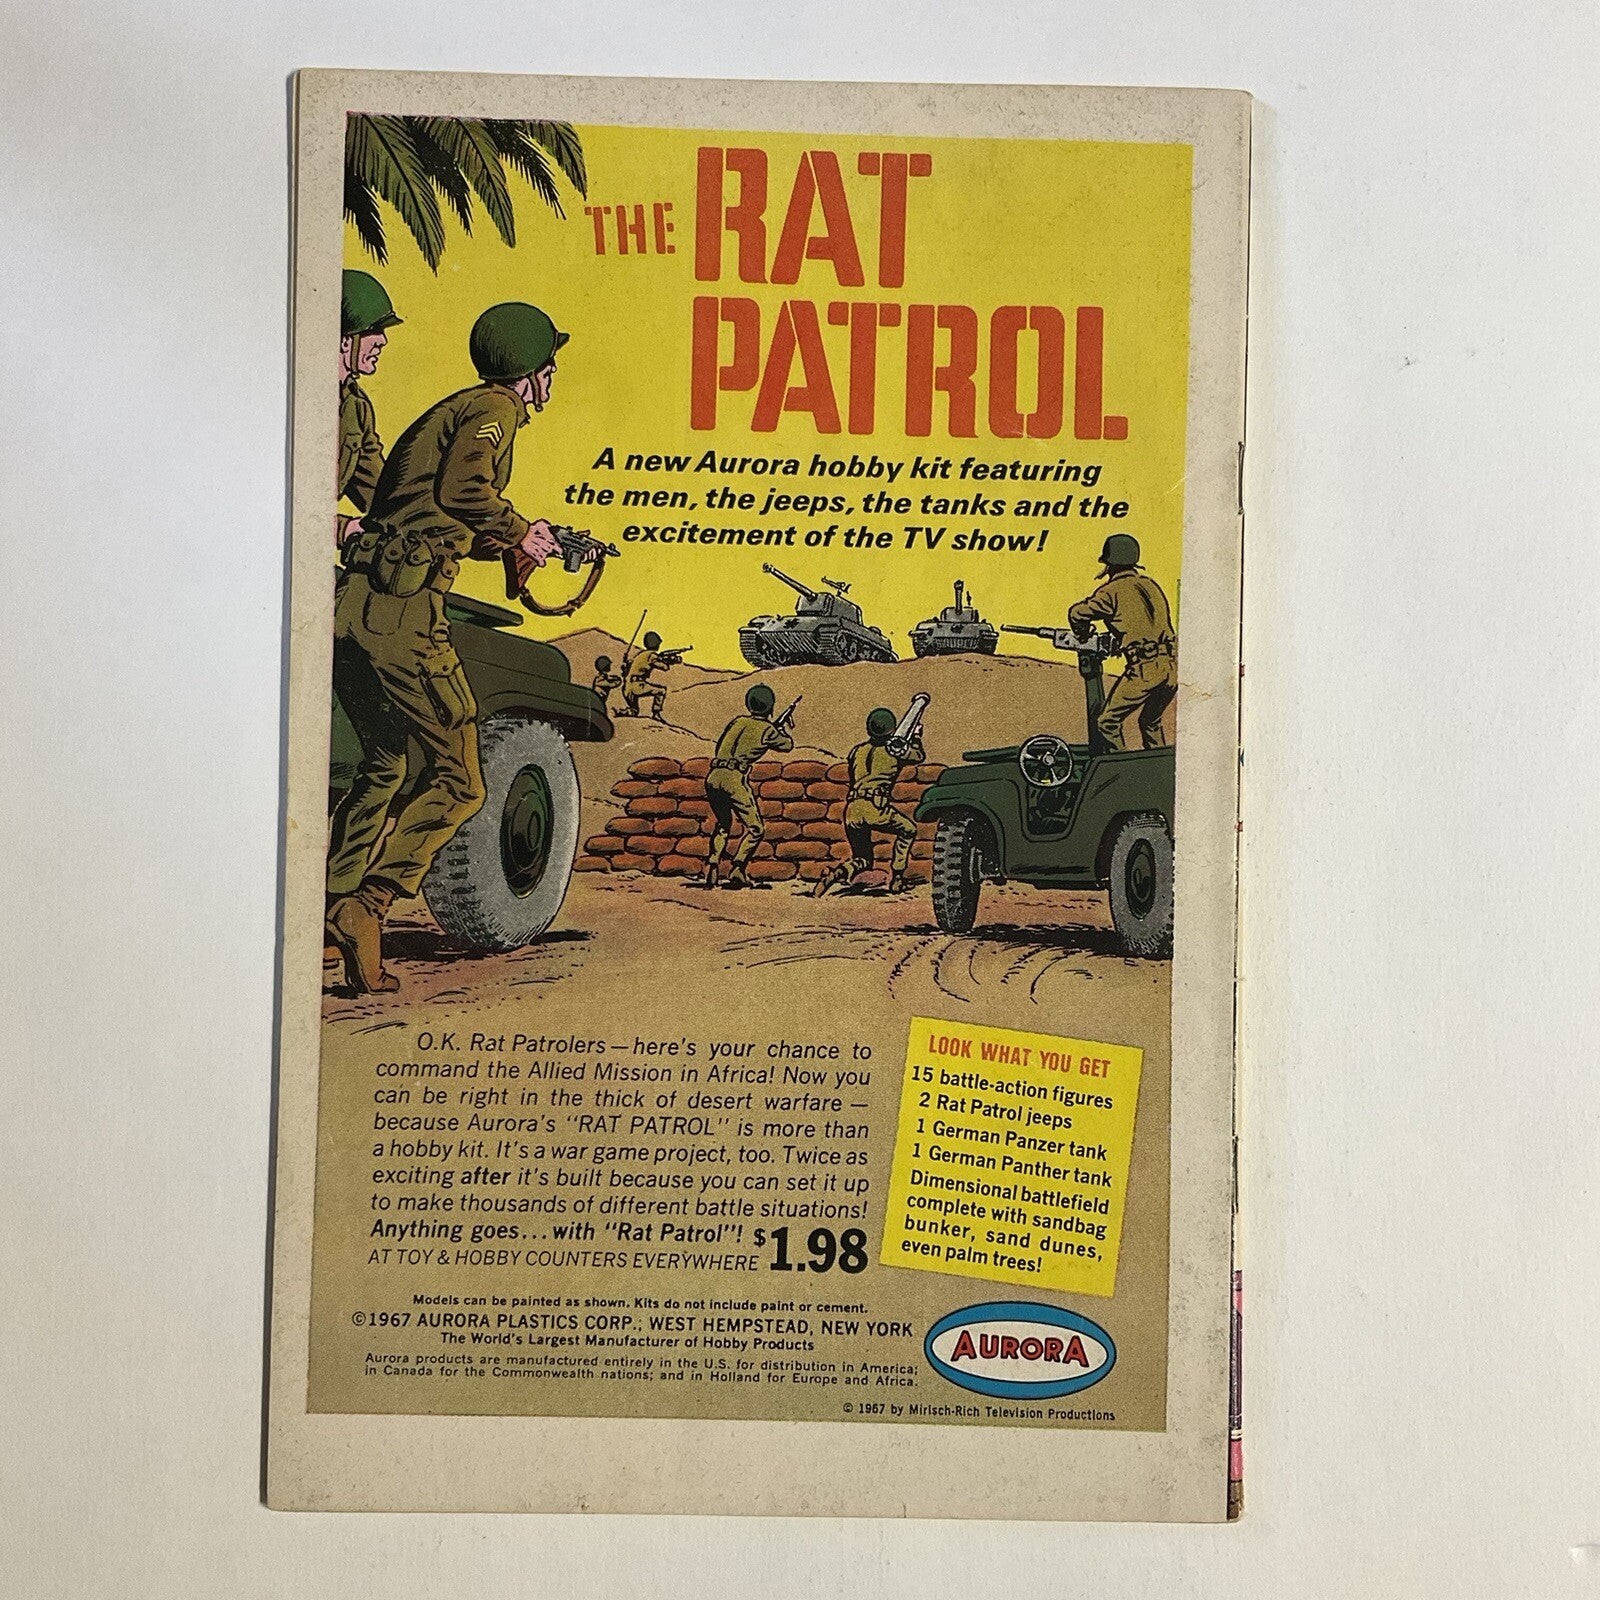 THE RAT
PATROL
A new Aurora hobby kit featuring
the men, the jeeps, the tanks and the
excitement of the TV show!
O.K. Rat Patrolers—here's your chance to
command the Allied Mission in Africa! Now you
can be right in the thick of desert warfare —
because Aurora's "RAT PATROL" is more than
a hobby kit. It's a war game project, too. Twice as
exciting after it's built because you can set it up
to make thousands of different battle situations!
Anything goes...with "Rat Patrol"! $1.98
AT TOY & HOBBY COUNTERS EVERYWHERE
LOOK WHAT YOU GET
15 battle-action figures
2 Rat Patrol jeeps
1 German Panzer tank
1 German Panther tank
Dimensional battlefield
complete with sandbag
bunker, sand dunes,
even palm trees!
Models can be painted as shown. Kits do not include paint or cement.
©1967 AURORA PLASTICS CORP.; WEST HEMPSTEAD, NEW YORK
The World's Largest Manufacturer of Hobby Products
Aurora products are manufactured entirely in the U.S. for distribution in America;
in Canada for the Commonwealth nations; and in Holland for Europe and Africa.
AURORA
© 1967 by Mirisch-Rich Television Productions